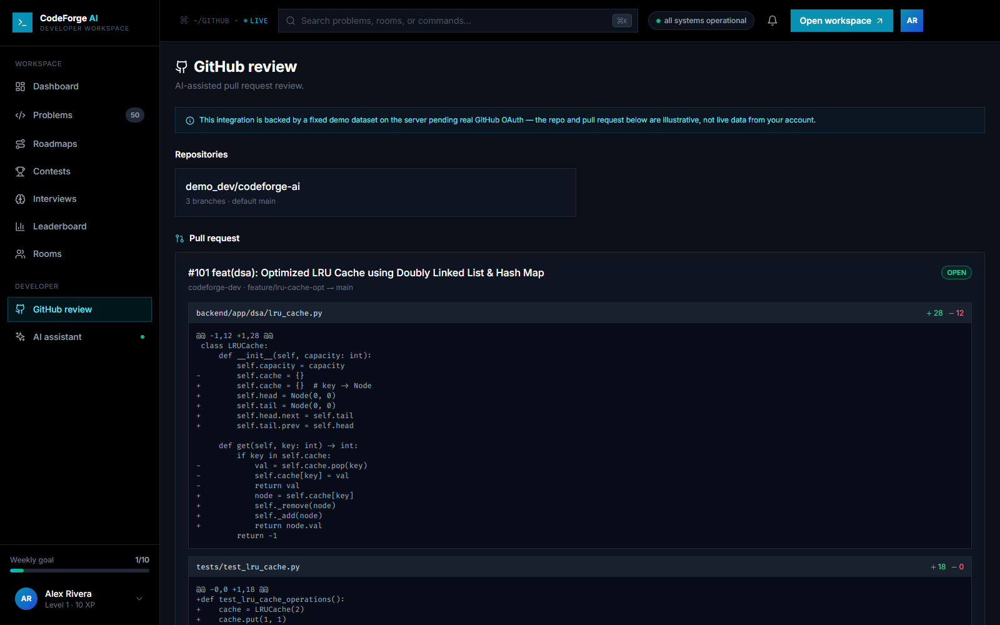 CodeForge AI
DEVELOPER WORKSPACE
⌘ ~/GITHUB • LIVE
Search problems, rooms, or commands...
⌘K
all systems operational
Open workspace ↗
AR
WORKSPACE
Dashboard
Problems
50
Roadmaps
Contests
Interviews
Leaderboard
Rooms
DEVELOPER
GitHub review
AI assistant
Weekly goal
1/10
AR
Alex Rivera
Level 1 · 10 XP
GitHub review
AI-assisted pull request review.
This integration is backed by a fixed demo dataset on the server pending real GitHub OAuth — the repo and pull request below are illustrative, not live data from your account.
Repositories
demo_dev/codeforge-ai
3 branches · default main
Pull request
#101 feat(dsa): Optimized LRU Cache using Doubly Linked List & Hash Map
OPEN
codeforge-dev · feature/lru-cache-opt → main
backend/app/dsa/lru_cache.py
+ 28 − 12
@@ -1,12 +1,28 @@
 class LRUCache:
     def __init__(self, capacity: int):
         self.capacity = capacity
-        self.cache = {}
+        self.cache = {}  # key -> Node
+        self.head = Node(0, 0)
+        self.tail = Node(0, 0)
+        self.head.next = self.tail
+        self.tail.prev = self.head
     def get(self, key: int) -> int:
         if key in self.cache:
-            val = self.cache.pop(key)
-            self.cache[key] = val
-            return val
+            node = self.cache[key]
+            self._remove(node)
+            self._add(node)
+            return node.val
         return -1
tests/test_lru_cache.py
+ 18 − 0
@@ -0,0 +1,18 @@
+def test_lru_cache_operations():
+    cache = LRUCache(2)
+    cache.put(1, 1)